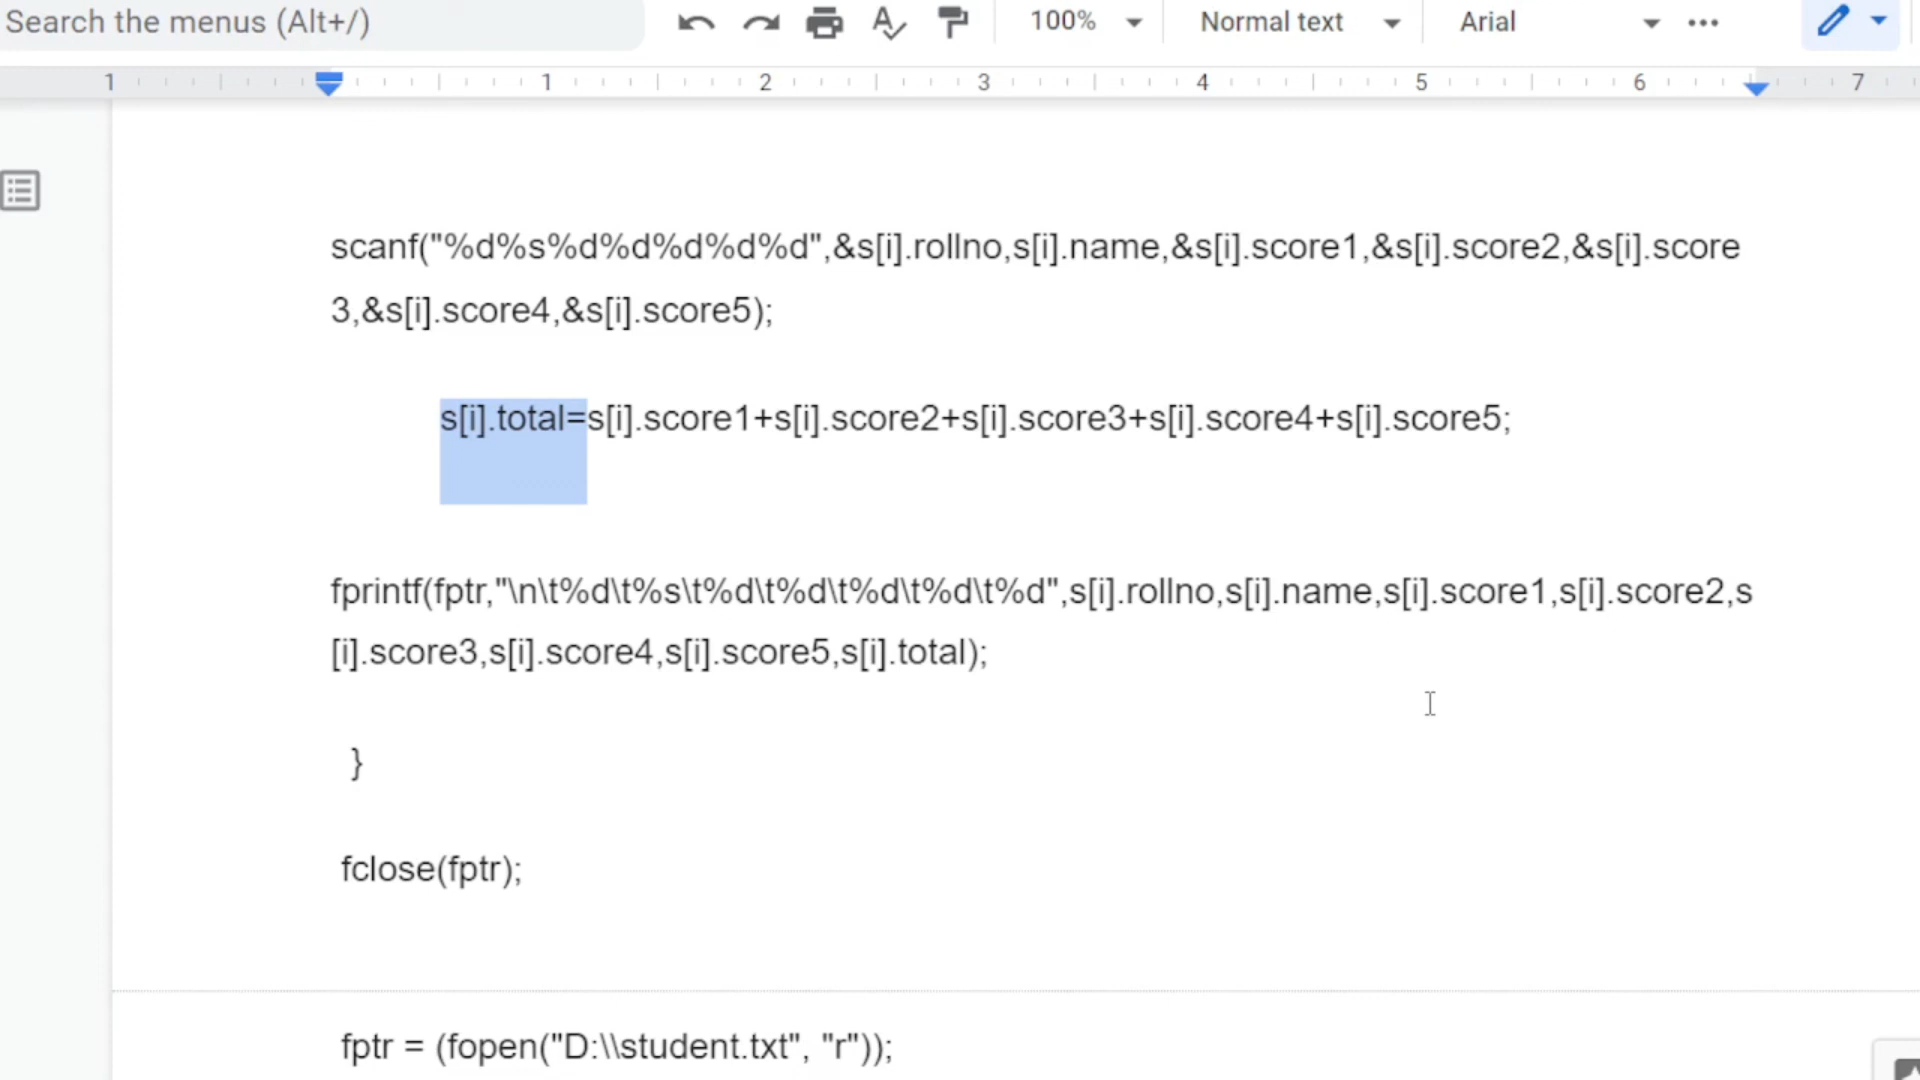 Search the menus (Alt+/)
100%
Normal text
Arial
1 1 2 3 4 5 6 7
scanf("%d%s%d%d%d%d%d",&s[i].rollno,s[i].name,&s[i].score1,&s[i].score2,&s[i].score
3,&s[i].score4,&s[i].score5);
s[i].total=s[i].score1+s[i].score2+s[i].score3+s[i].score4+s[i].score5;
fprintf(fptr,"\n\t%d\t%s\t%d\t%d\t%d\t%d\t%d",s[i].rollno,s[i].name,s[i].score1,s[i].score2,s
[i].score3,s[i].score4,s[i].score5,s[i].total);
}
fclose(fptr);
fptr = (fopen("D:\\student.txt", "r"));